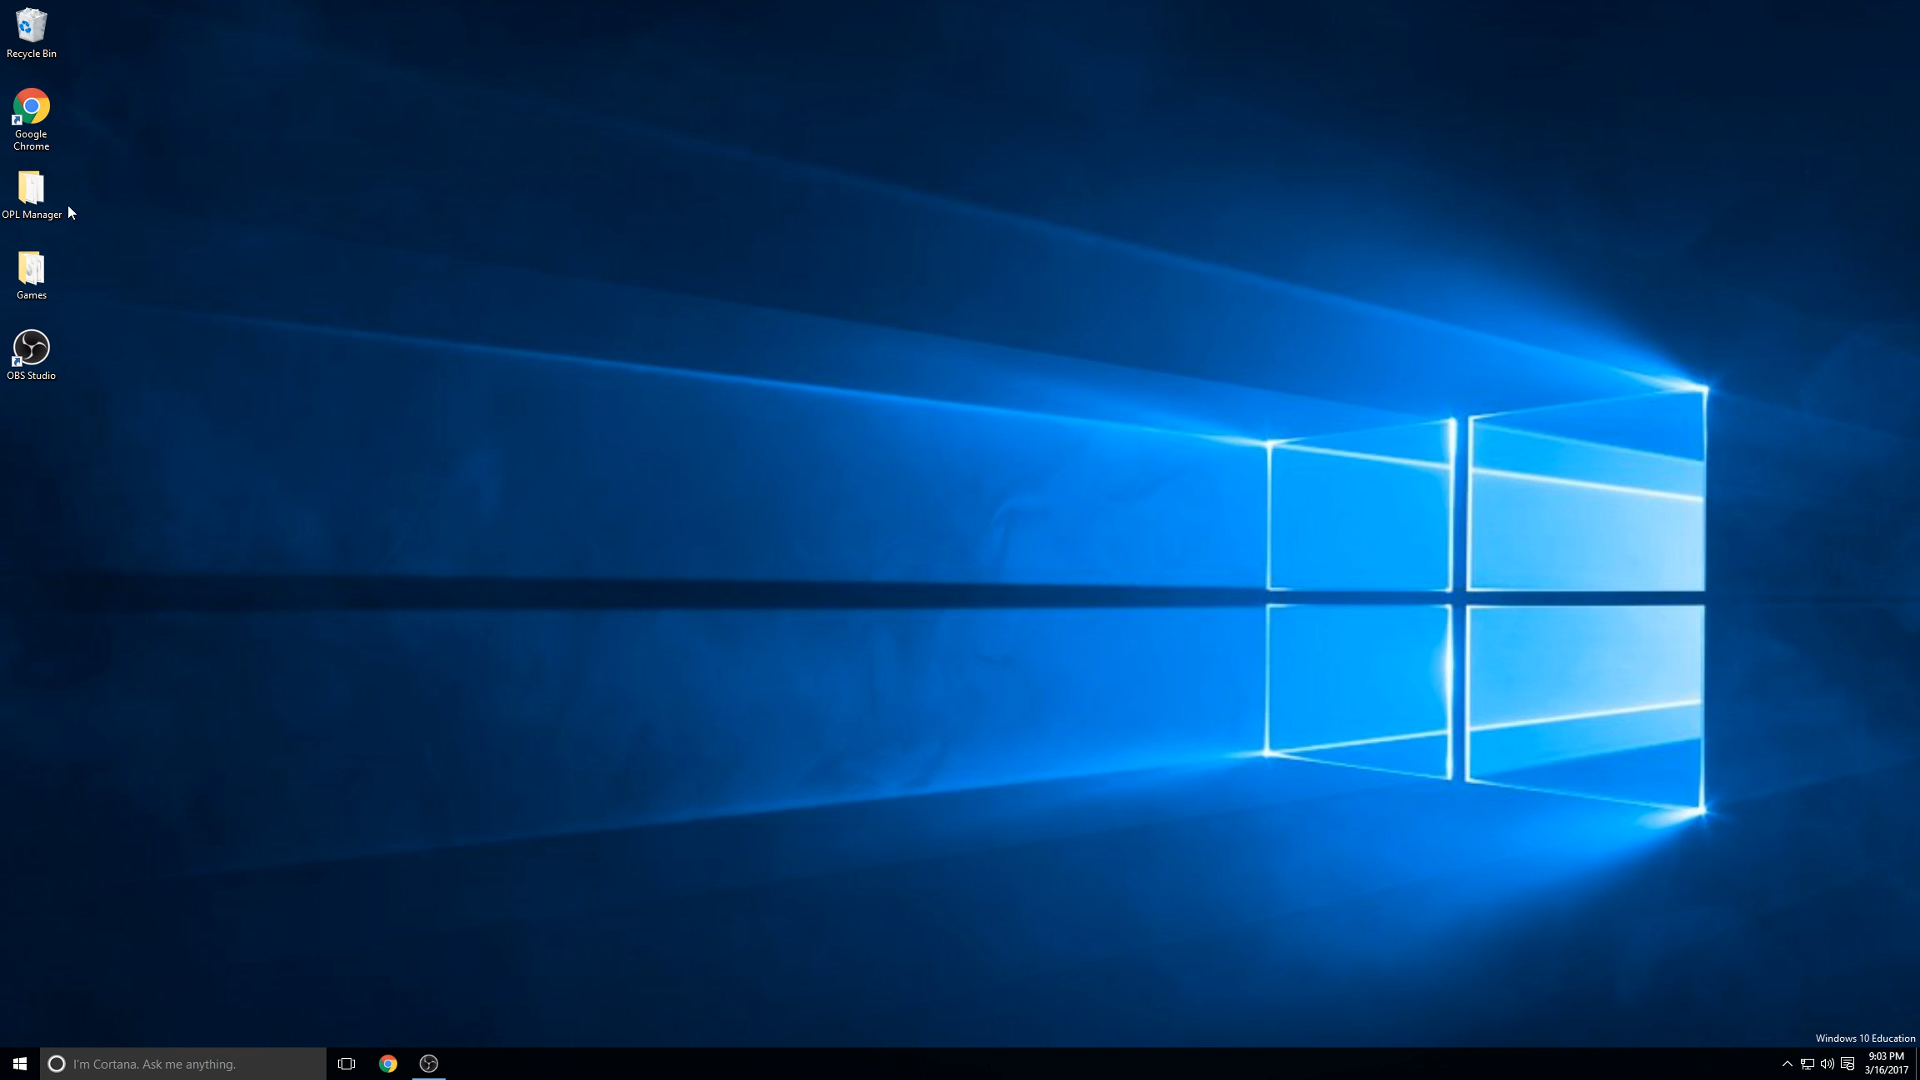 Recycle Bin
Google
Chrome
OPL Manager
Games
OBS Studio
Windows 10 Education
I'm Cortana. Ask me anything.
9:03 PM
3/16/2017